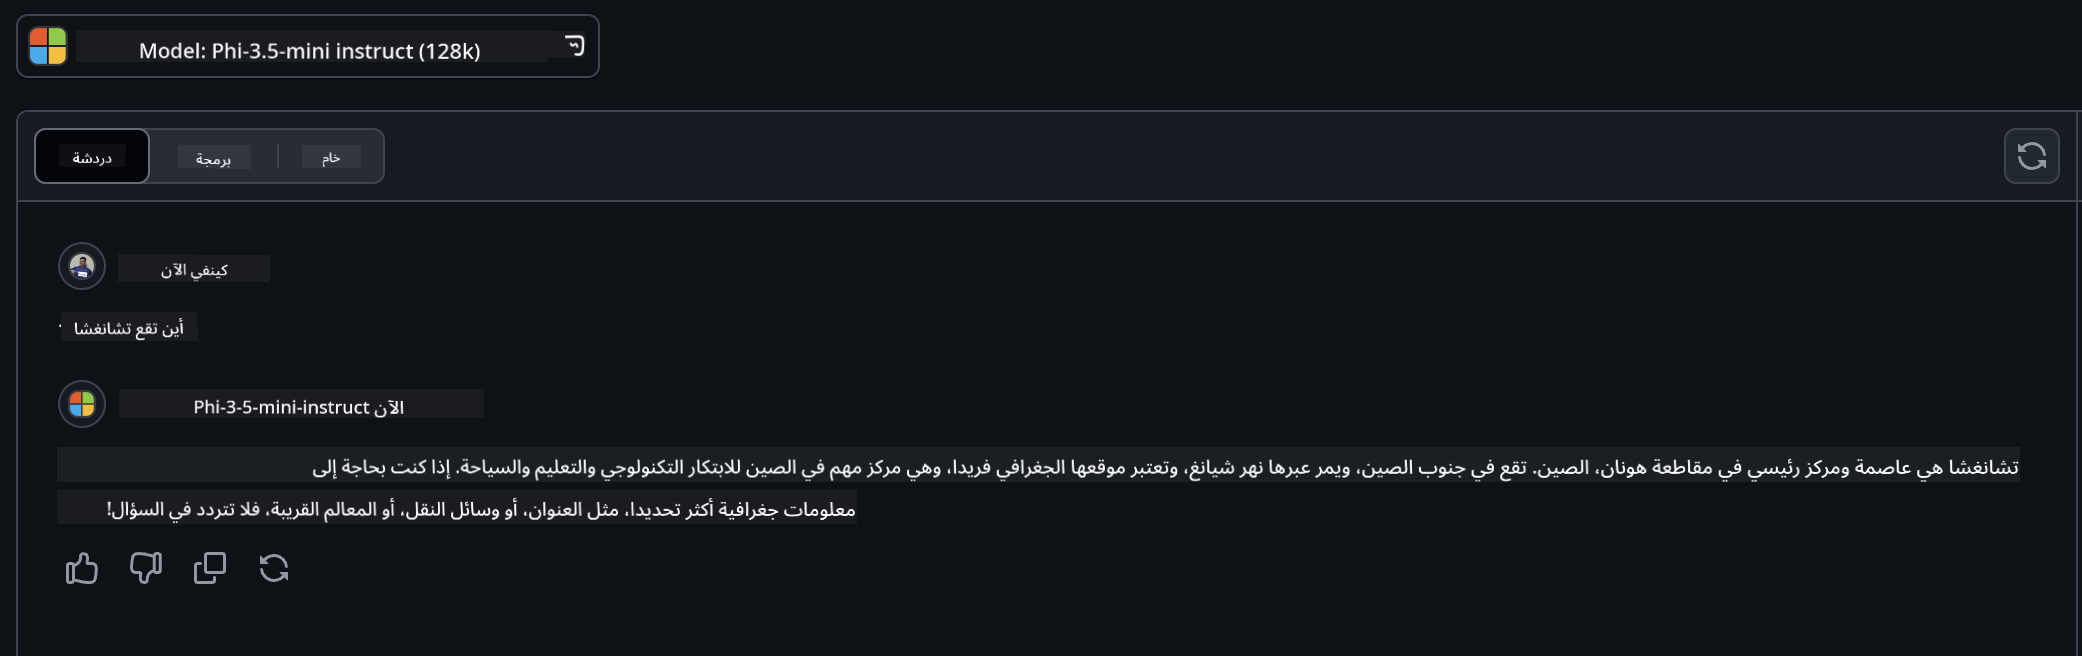 Model: Phi-3.5-mini instruct (128k)
دردشة
برمجة
خام
كينفي الآن
أين تقع تشانغشا
Phi-3-5-mini-instruct الآن
تشانغشا هي عاصمة ومركز رئيسي في مقاطعة هونان، الصين. تقع في جنوب الصين، ويمر عبرها نهر شيانغ، وتعتبر موقعها الجغرافي فريدا، وهي مركز مهم في الصين للابتكار التكنولوجي والتعليم والسياحة. إذا كنت بحاجة إلى
معلومات جغرافية أكثر تحديدا، مثل العنوان، أو وسائل النقل، أو المعالم القريبة، فلا تتردد في السؤال!